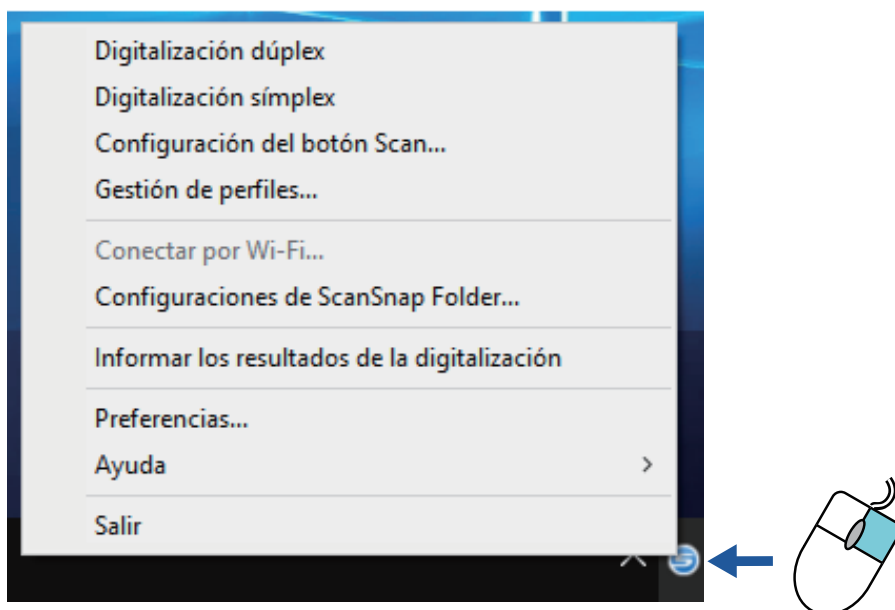 Digitalización dúplex
Digitalización símplex
Configuración del botón Scan...
Gestión de perfiles...
Conectar por Wi-Fi...
Configuraciones de ScanSnap Folder...
Informar los resultados de la digitalización
Preferencias...
Ayuda
Salir